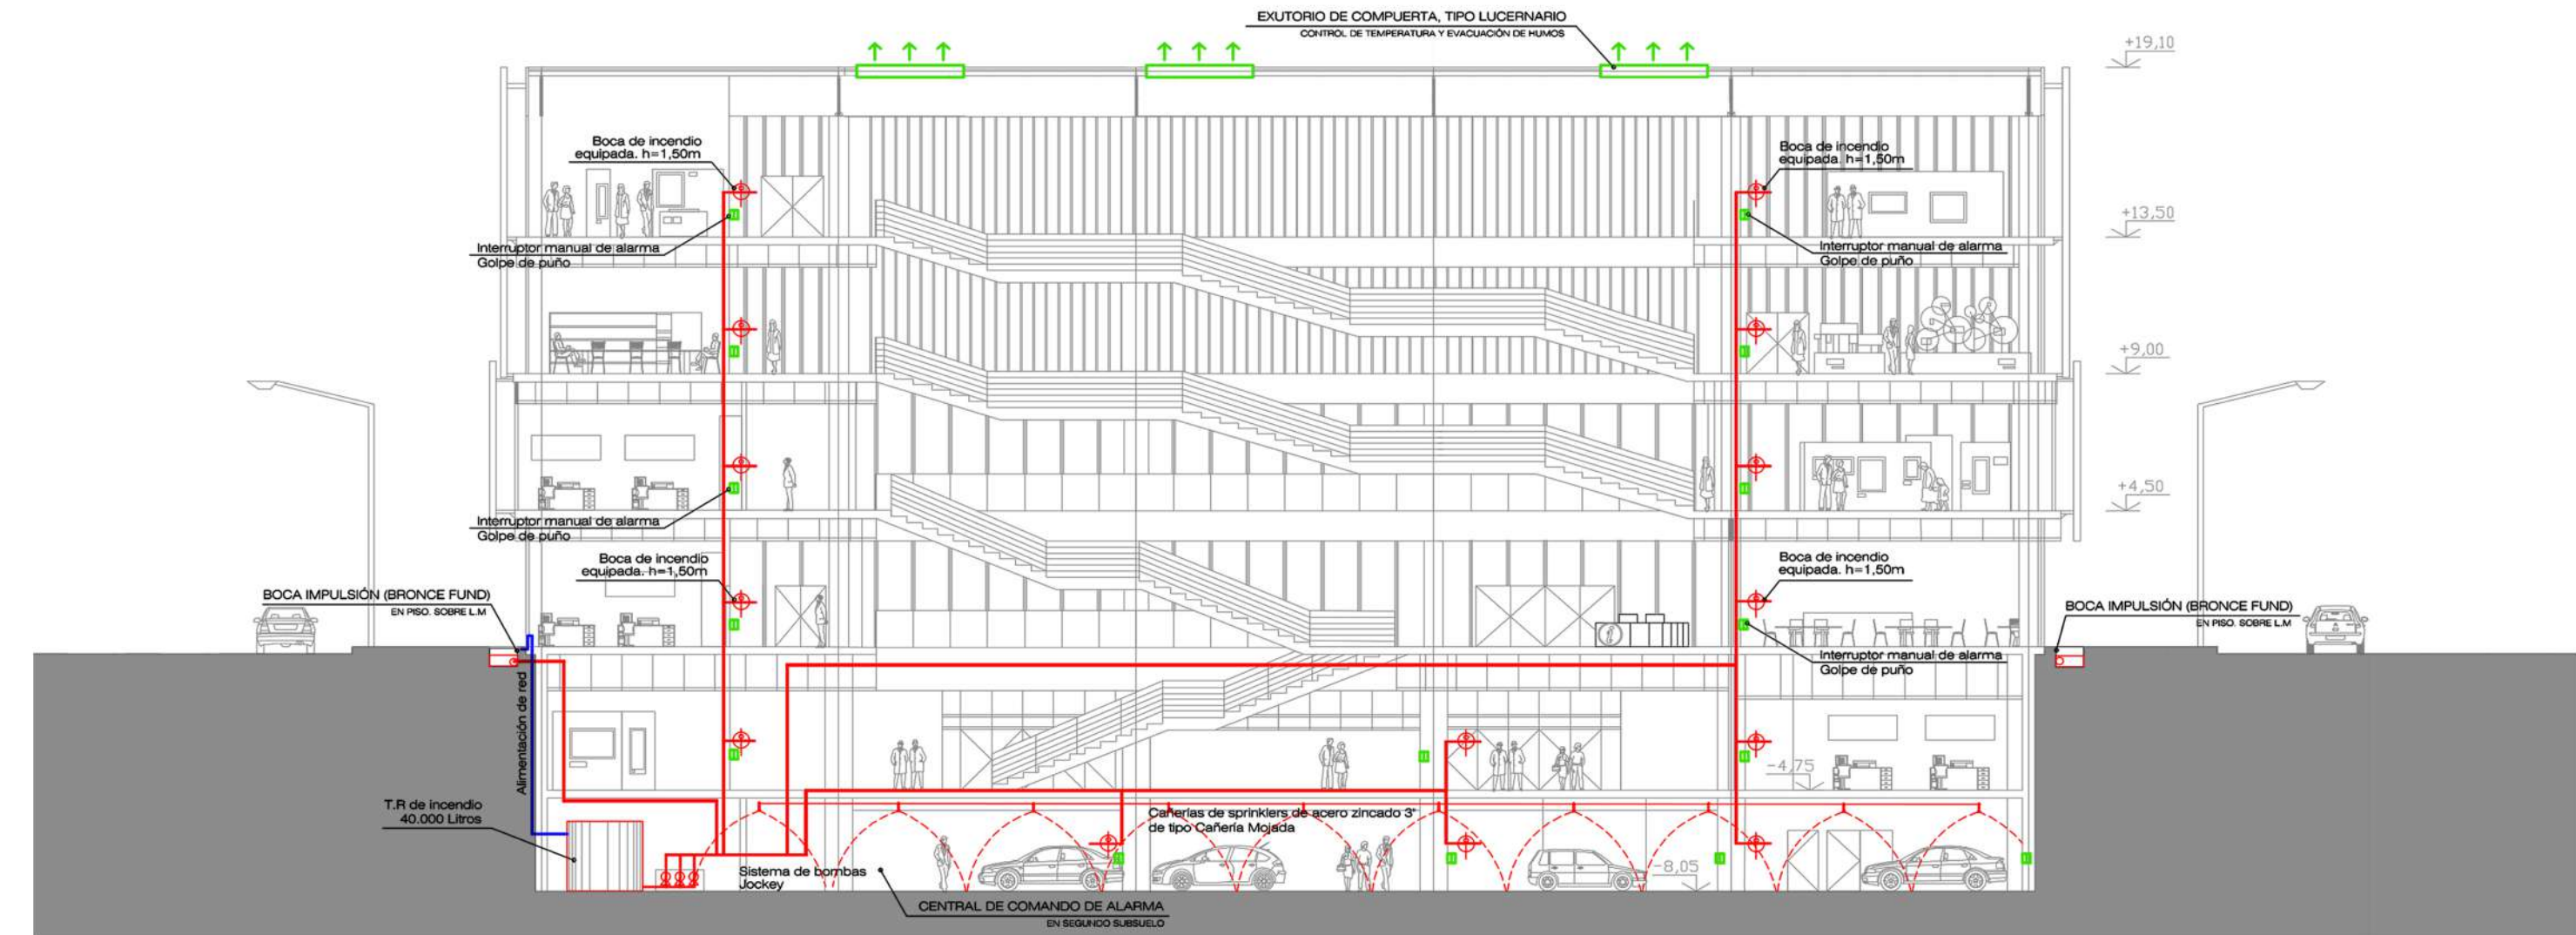 EXUTORIO DE COMPUERTA, TIPO LUCERNARIO
CONTROL DE TEMPERATURA Y EVACUACIÓN DE HUMOS
+19,10
Boca de incendio
equipada. h=1,50m
Boca de incendio
equipada. h=1,50m
+13,50
Interruptor manual de alarma
Golpe de puño
Interruptor manual de alarma
Golpe de puño
+9,00
+4,50
Interruptor manual de alarma
Golpe de puño
Boca de incendio
equipada. h=1,50m
Boca de incendio
equipada. h=1,50m
BOCA IMPULSIÓN (BRONCE FUND)
EN PISO. SOBRE L.M
BOCA IMPULSIÓN (BRONCE FUND)
EN PISO. SOBRE L.M
Interruptor manual de alarma
Golpe de puño
Alimentación de red
-4,75
T.R de incendio
40.000 Litros
Cañerías de sprinklers de acero zincado 3"
de tipo Cañería Mojada
Sistema de bombas
Jockey
-8,05
CENTRAL DE COMANDO DE ALARMA
EN SEGUNDO SUBSUELO